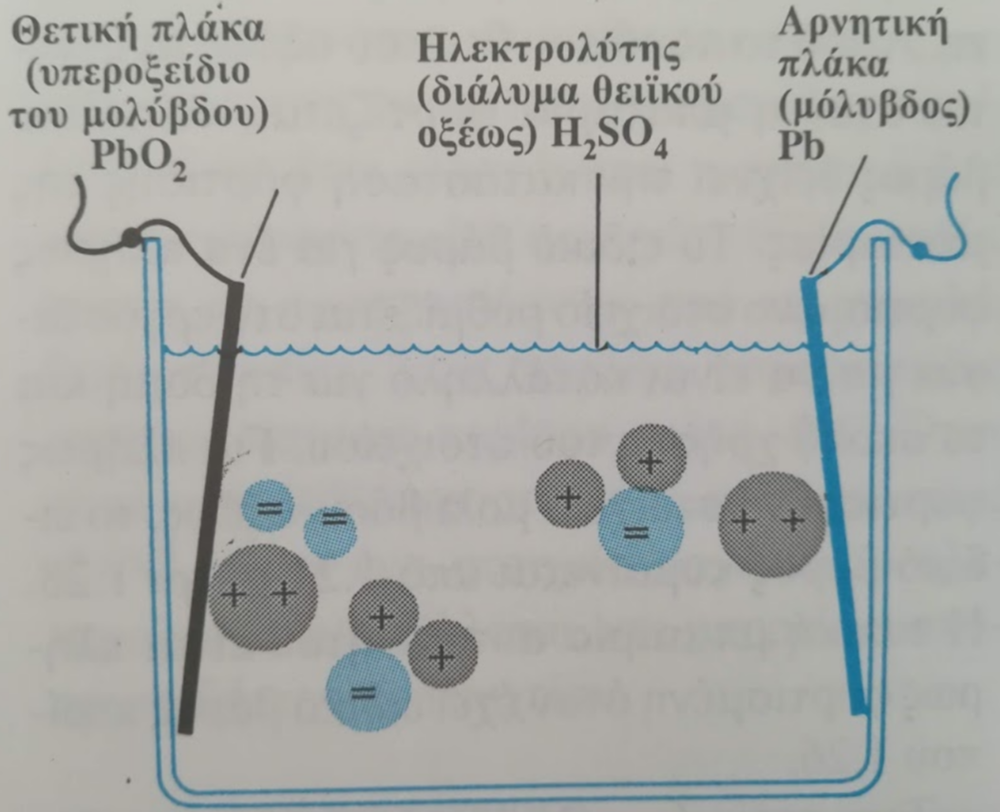 Θετική πλάκα
(υπεροξείδιο
του μολύβδου)
PbO₂
Ηλεκτρολύτης
(διάλυμα θειϊκού
οξέως) H₂SO₄
Αρνητική
πλάκα
(μόλυβδος)
Pb
=
=
+ +
+
+
=
+
+
=
+ +